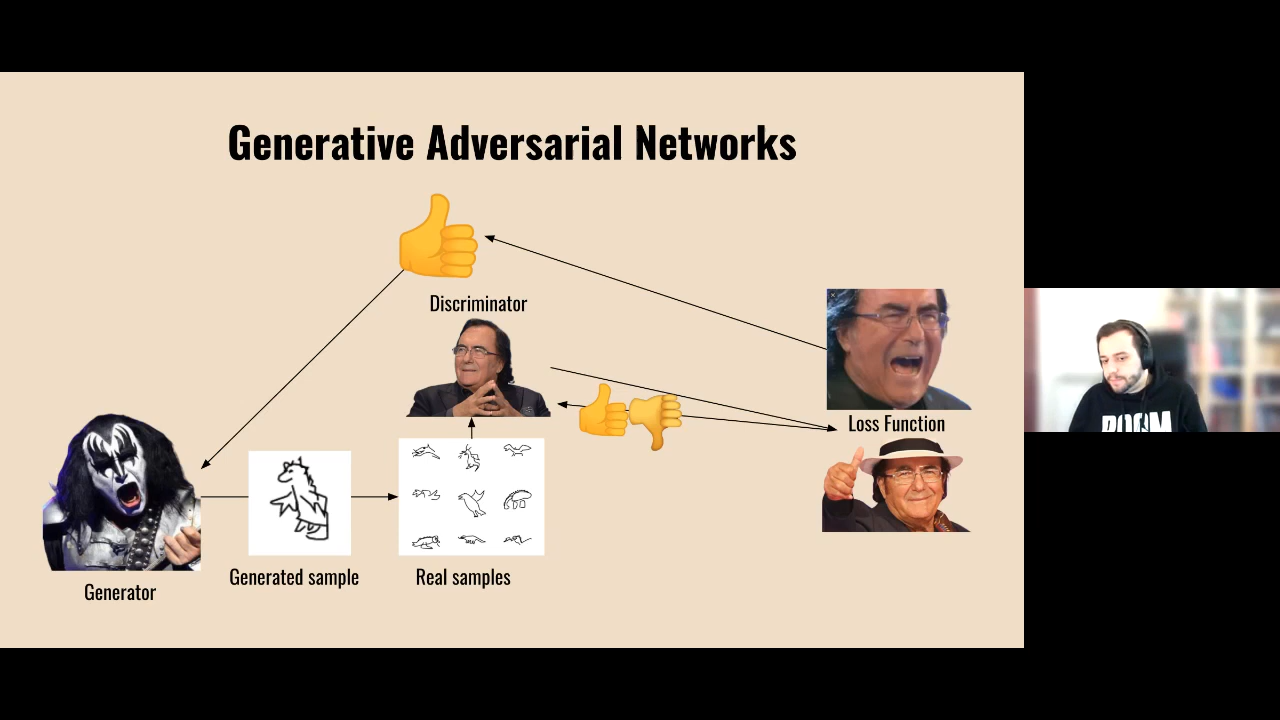 Generative Adversarial Networks
Discriminator
Loss Function
Generated sample
Real samples
Generator